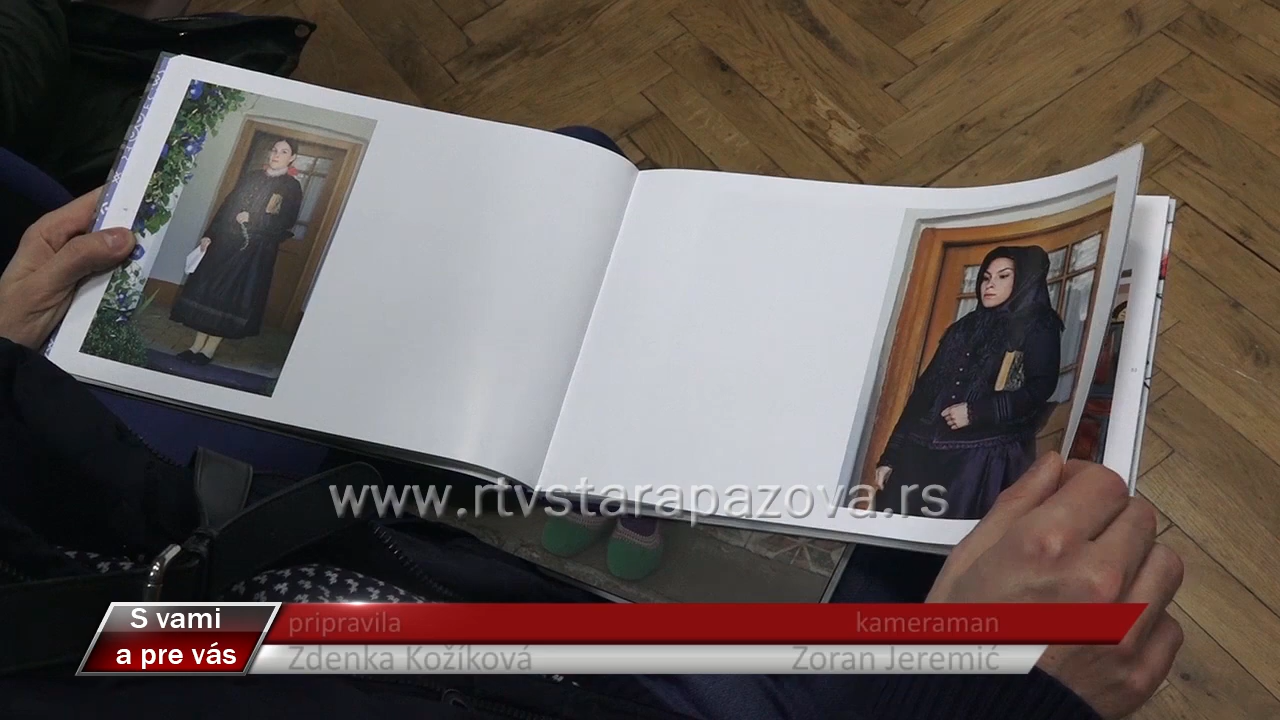 www.rtvstarapazova.rs
S vami
a pre vás
pripravila
kameraman
Zdenka Kožíková
Zoran Jeremić